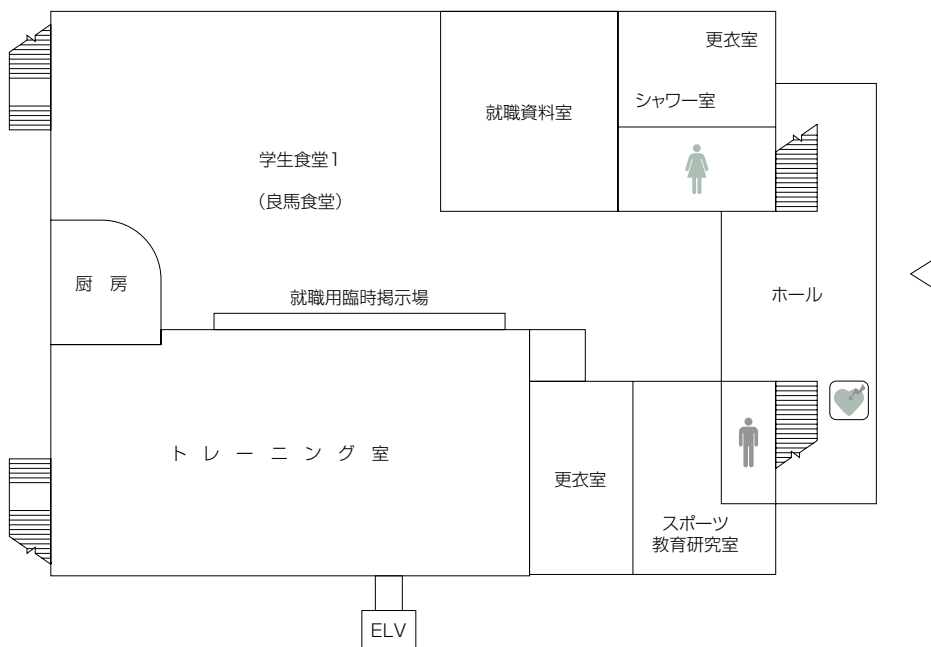 更衣室
シャワー室
就職資料室
学生食堂1
（良馬食堂）
厨 房
就職用臨時掲示場
ホール
トレーニング室
更衣室
スポーツ
教育研究室
ELV